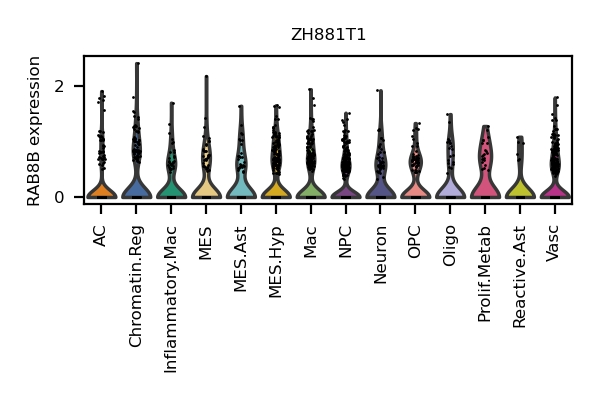 ZH881T1
RAB8B expression
2
0
AC
Chromatin.Reg
Inflammatory.Mac
MES
MES.Ast
MES.Hyp
Mac
NPC
Neuron
OPC
Oligo
Prolif.Metab
Reactive.Ast
Vasc